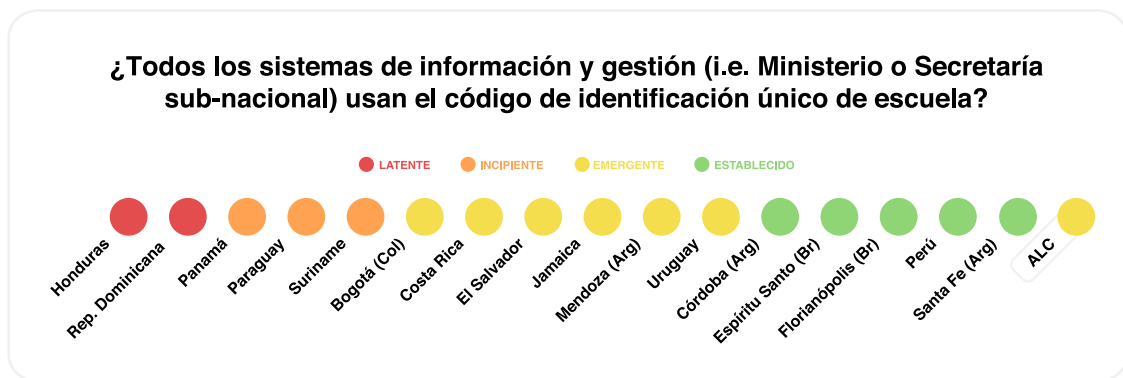 ¿Todos los sistemas de información y gestión (i.e. Ministerio o Secretaría
sub-nacional) usan el código de identificación único de escuela?
LATENTE INCIPIENTE EMERGENTE ESTABLECIDO
Honduras
Rep. Dominicana
Panamá
Paraguay
Suriname
Bogotá (Col)
Costa Rica
El Salvador
Jamaica
Mendoza (Arg)
Uruguay
Córdoba (Arg)
Espíritu Santo (Br)
Florianópolis (Br)
Perú
Santa Fe (Arg)
ALC